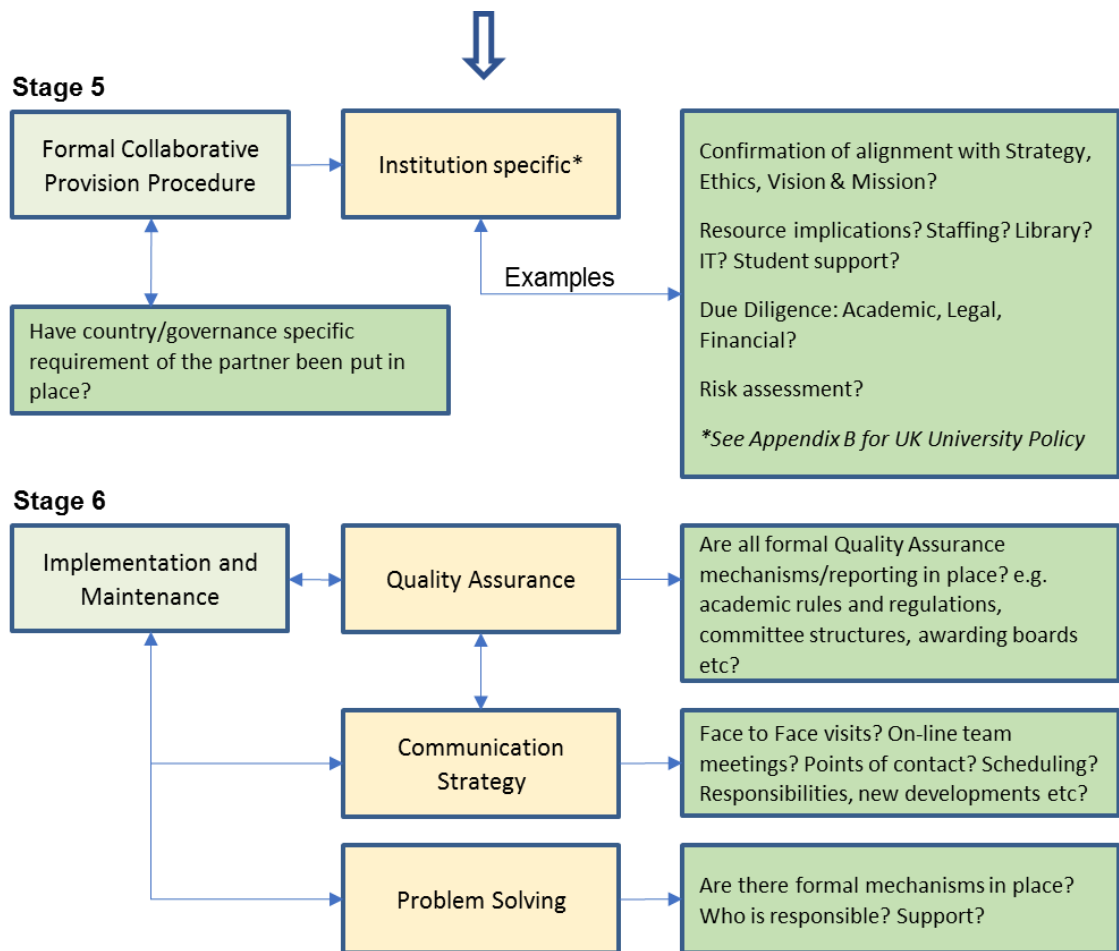 Stage 5
Formal Collaborative
Provision Procedure
Institution specific*
Confirmation of alignment with Strategy,
Ethics, Vision & Mission?
Resource implications? Staffing? Library?
IT? Student support?
Due Diligence: Academic, Legal,
Financial?
Risk assessment?
*See Appendix B for UK University Policy
Examples
Have country/governance specific
requirement of the partner been put in
place?
Stage 6
Implementation and
Maintenance
Quality Assurance
Are all formal Quality Assurance
mechanisms/reporting in place? e.g.
academic rules and regulations,
committee structures, awarding boards
etc?
Communication
Strategy
Face to Face visits? On-line team
meetings? Points of contact? Scheduling?
Responsibilities, new developments etc?
Problem Solving
Are there formal mechanisms in place?
Who is responsible? Support?